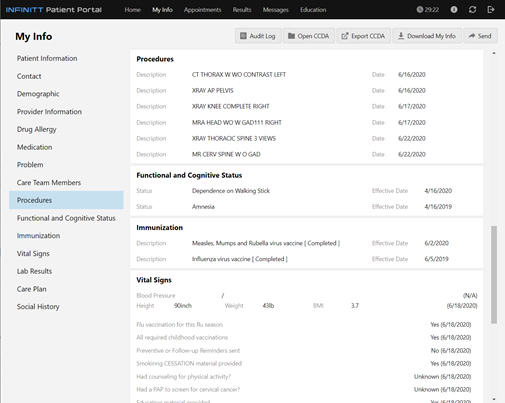 INFINITT Patient Portal Home My Info Appointments Results Messages Education 29:22
My Info Audit Log Open CCDA Export CCDA Download My Info Send
Patient Information
Contact
Demographic
Provider Information
Drug Allergy
Medication
Problem
Care Team Members
Procedures
Functional and Cognitive Status
Immunization
Vital Signs
Lab Results
Care Plan
Social History
Procedures
Description CT THORAX W WO CONTRAST LEFT Date 6/16/2020
Description XRAY AP PELVIS Date 6/16/2020
Description XRAY KNEE COMPLETE RIGHT Date 6/17/2020
Description MRA HEAD WO W GAD111 RIGHT Date 6/17/2020
Description XRAY THORACIC SPINE 3 VIEWS Date 6/22/2020
Description MR CERV SPINE W O GAD Date 6/22/2020
Functional and Cognitive Status
Status Dependence on Walking Stick Effective Date 4/16/2020
Status Amnesia Effective Date 4/16/2019
Immunization
Description Measles, Mumps and Rubella virus vaccine [ Completed ] Effective Date 6/2/2020
Description Influenza virus vaccine [ Completed ] Effective Date 6/5/2019
Vital Signs
Blood Pressure / (N/A)
Height 90inch Weight 43lb BMI 3.7 (6/18/2020)
Flu vaccination for this flu season Yes (6/18/2020)
All required childhood vaccinations Yes (6/18/2020)
Preventive or Follow-up Reminders sent No (6/18/2020)
Smokinng CESSATION material provided Yes (6/18/2020)
Had counseling for physical activity? Unknown (6/18/2020)
Had a PAP to screen for cervical cancer? Unknown (6/18/2020)
Education material provided Yes (6/18/2020)